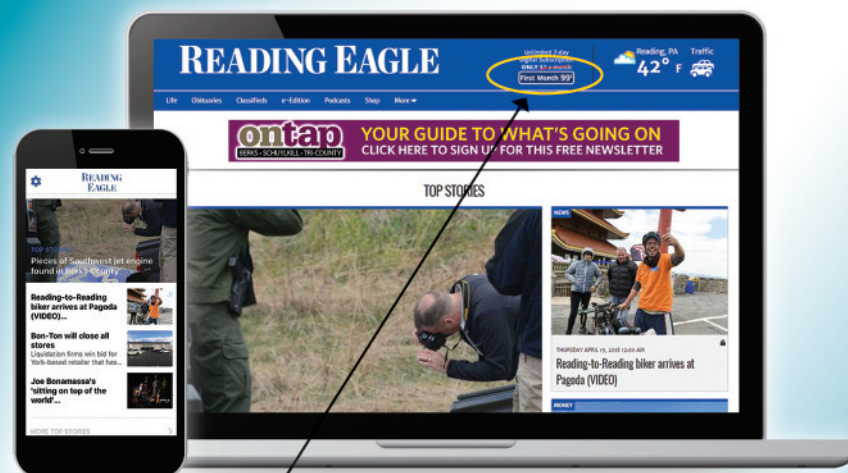 READING EAGLE
Unlimited 7-day
Digital Subscription
First Month 99¢
Reading, PA
42° F
Traffic
Life Obituaries Classifieds e-Edition Podcasts Shop More
ontap
BERKS • SCHUYLKILL • TRI-COUNTY
YOUR GUIDE TO WHAT'S GOING ON
CLICK HERE TO SIGN UP FOR THIS FREE NEWSLETTER
TOP STORIES
NEWS
THURSDAY APRIL 19, 2018 12:00 AM
Reading-to-Reading biker arrives at
Pagoda (VIDEO)
MONEY
READING
EAGLE
TOP STORIES
Pieces of Southwest jet engine
found in Berks County
Reading-to-Reading
biker arrives at Pagoda
(VIDEO)...
Bon-Ton will close all
stores
Liquidation firms win bid for
York-based retailer that has...
Joe Bonamassa's
'sitting on top of the
world'...
MORE TOP STORIES